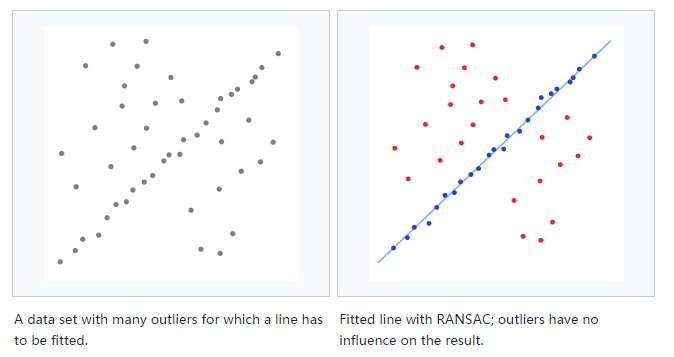 A data set with many outliers for which a line has
to be fitted.
Fitted line with RANSAC; outliers have no
influence on the result.